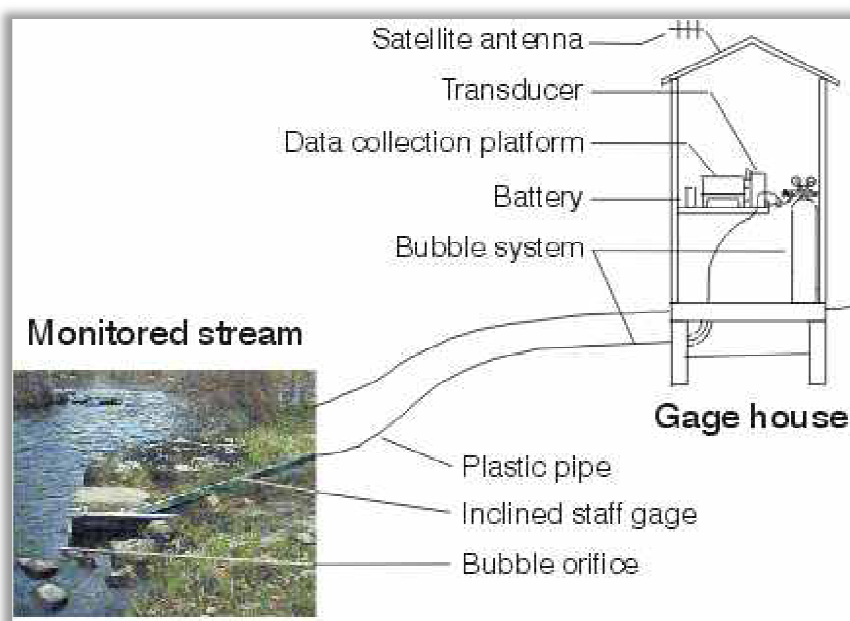 Satellite antenna
Transducer
Data collection platform
Battery
Bubble system
Monitored stream
Gage house
Plastic pipe
Inclined staff gage
Bubble orifice